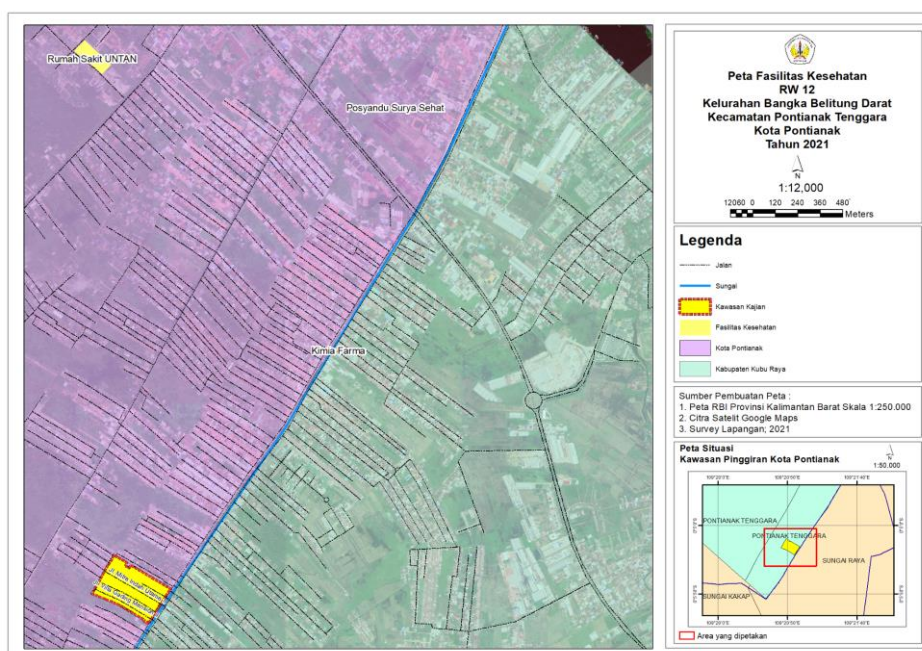 Rumah Sakit UNTAN
Posyandu Surya Sehat
Kimia Farma
Jl Mitra Indah Utama
Peta Fasilitas Kesehatan
RW 12
Kelurahan Bangka Belitung Darat
Kecamatan Pontianak Tenggara
Kota Pontianak
Tahun 2021
N
1:12,000
12060 0 120 240 360 480
Meters
Legenda
Jalan
Sungai
Kawasan Kajian
Fasilitas Kesehatan
Kota Pontianak
Kabupaten Kubu Raya
Sumber Pembuatan Peta :
1. Peta RBI Provinsi Kalimantan Barat Skala 1:250.000
2. Citra Satelit Google Maps
3. Survey Lapangan; 2021
Peta Situasi
Kawasan Pinggiran Kota Pontianak
N
1:50.000
PONTIANAK TENGGARA
PONTIANAK TENGGARA
SUNGAI RAYA
SUNGAI KAKAP
Area yang dipetakan